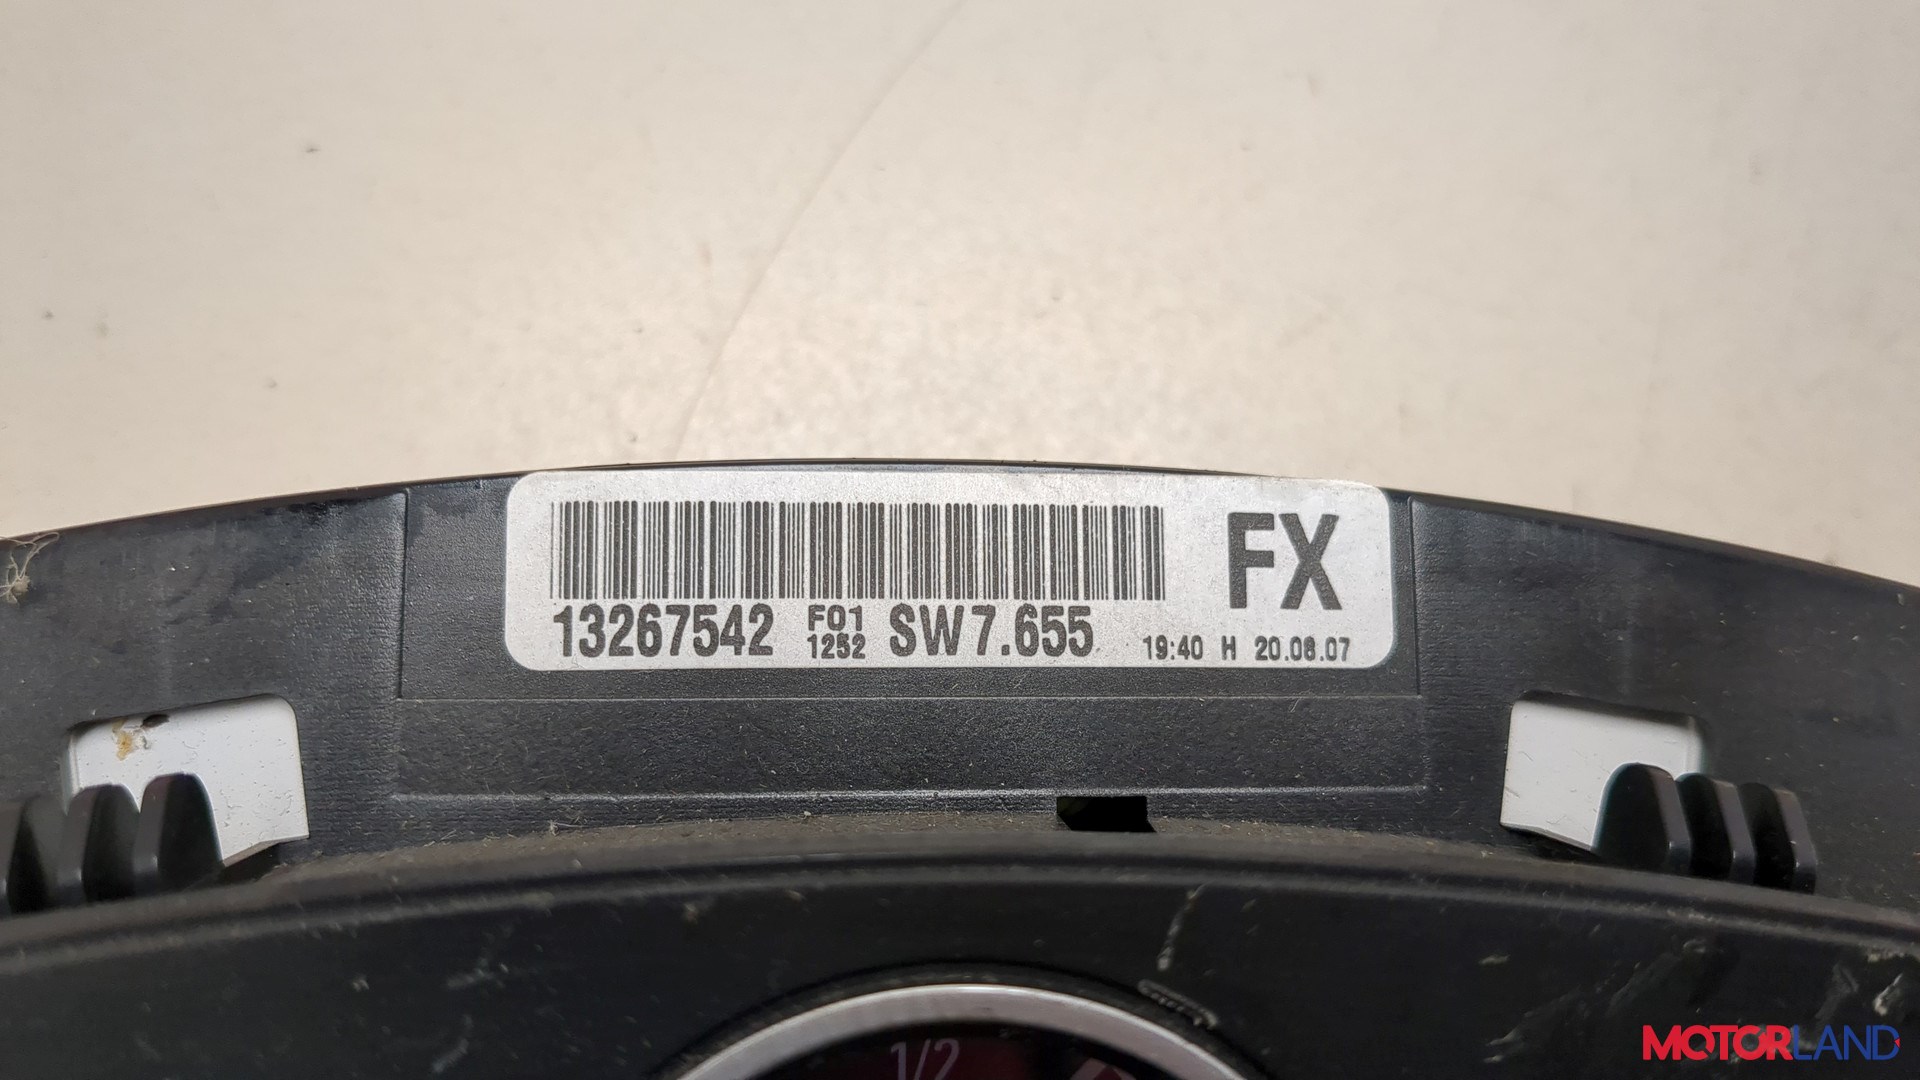 FX
13267542 F01 1252 SW7.655 19:40 H 20.08.07
1/2
MOTORLAND